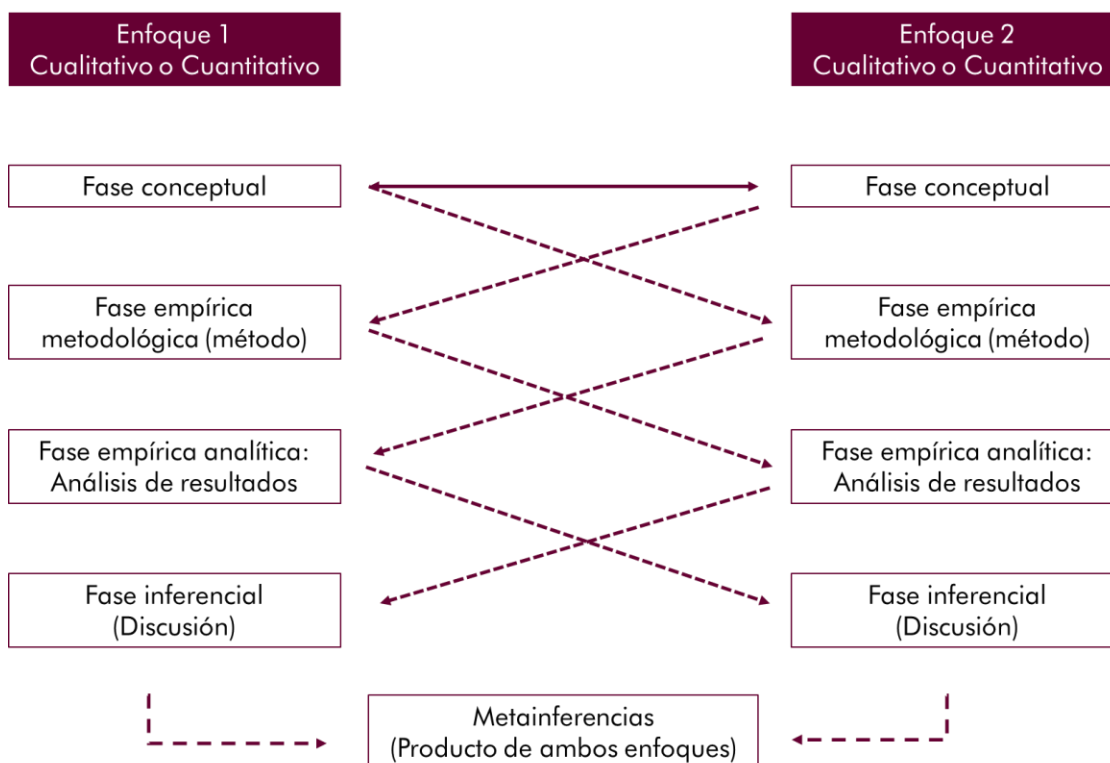 Enfoque 1
Cualitativo o Cuantitativo
Enfoque 2
Cualitativo o Cuantitativo
Fase conceptual
Fase conceptual
Fase empírica
metodológica (método)
Fase empírica
metodológica (método)
Fase empírica analítica:
Análisis de resultados
Fase empírica analítica:
Análisis de resultados
Fase inferencial
(Discusión)
Fase inferencial
(Discusión)
Metainferencias
(Producto de ambos enfoques)